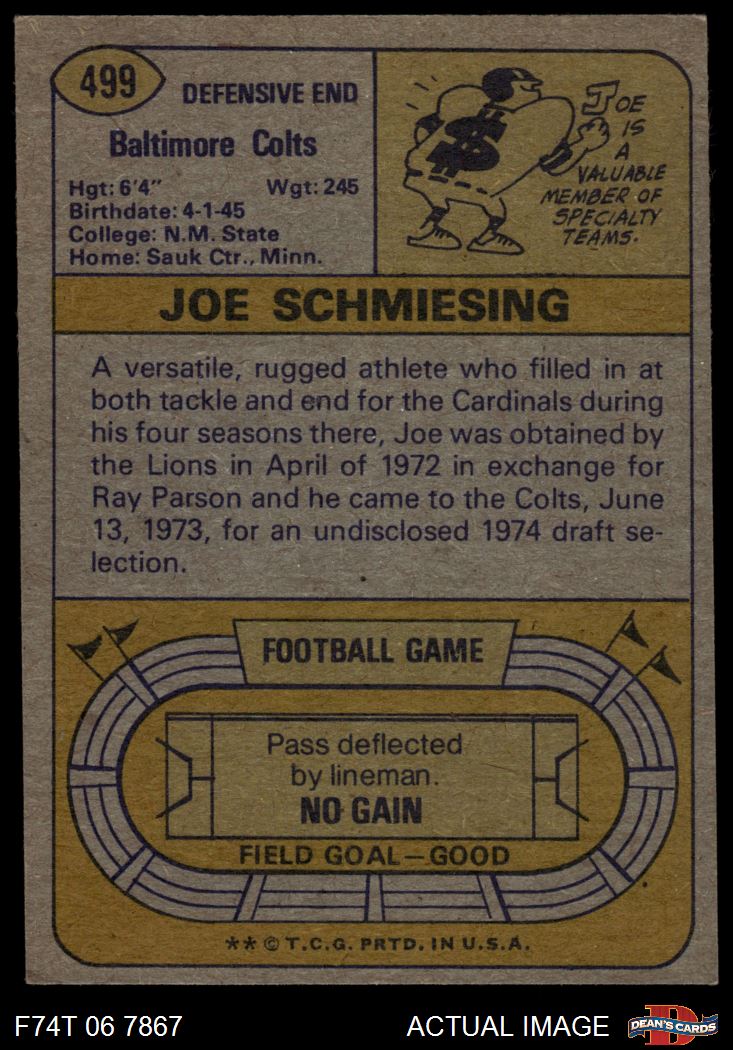 499
DEFENSIVE END
Baltimore Colts
Hgt: 6'4" Wgt: 245
Birthdate: 4-1-45
College: N.M. State
Home: Sauk Ctr., Minn.
$
JOE
IS
A
VALUABLE
MEMBER OF
SPECIALTY
TEAMS.
JOE SCHMIESING
A versatile, rugged athlete who filled in at
both tackle and end for the Cardinals during
his four seasons there, Joe was obtained by
the Lions in April of 1972 in exchange for
Ray Parson and he came to the Colts, June
13, 1973, for an undisclosed 1974 draft se-
lection.
FOOTBALL GAME
Pass deflected
by lineman.
NO GAIN
FIELD GOAL—GOOD
** © T.C.G. PRTD. IN U.S.A.
F74T 06 7867 ACTUAL IMAGE
D
DEAN'S CARDS